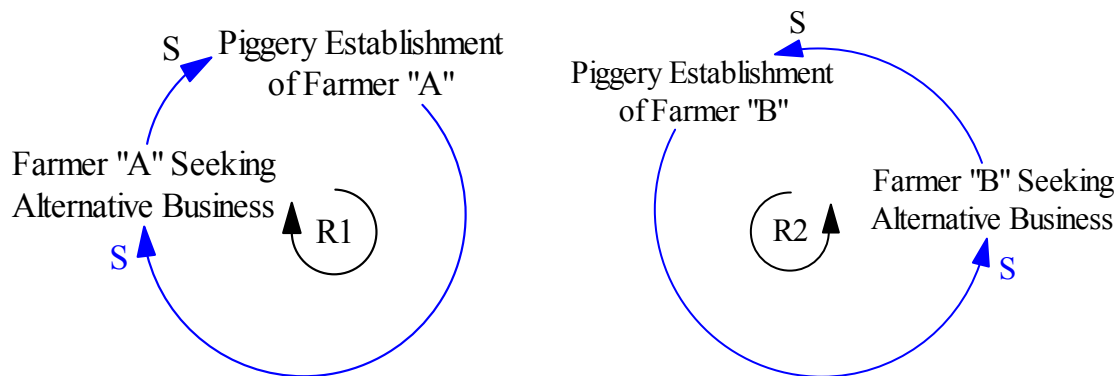 S
Piggery Establishment
of Farmer "A"
Farmer "A" Seeking
Alternative Business
R1
S
S
Piggery Establishment
of Farmer "B"
Farmer "B" Seeking
Alternative Business
R2
S